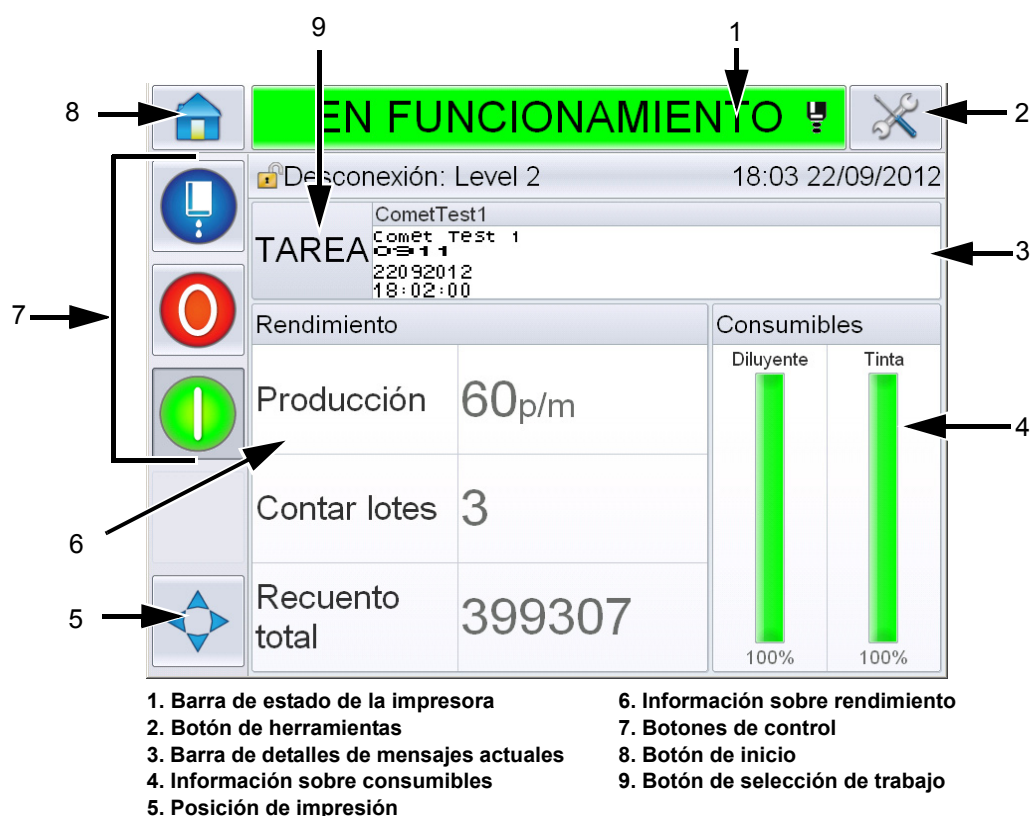 9
1
8
EN FUNCIONAMIENTO
2
Desconexión: Level 2
18:03 22/09/2012
CometTest1
TAREA
Comet Test 1
0911
22092012
18:02:00
3
7
Rendimiento
Consumibles
Diluyente
Tinta
Producción
60p/m
4
6
Contar lotes
3
5
Recuento
total
399307
100%
100%
1. Barra de estado de la impresora
2. Botón de herramientas
3. Barra de detalles de mensajes actuales
4. Información sobre consumibles
5. Posición de impresión
6. Información sobre rendimiento
7. Botones de control
8. Botón de inicio
9. Botón de selección de trabajo